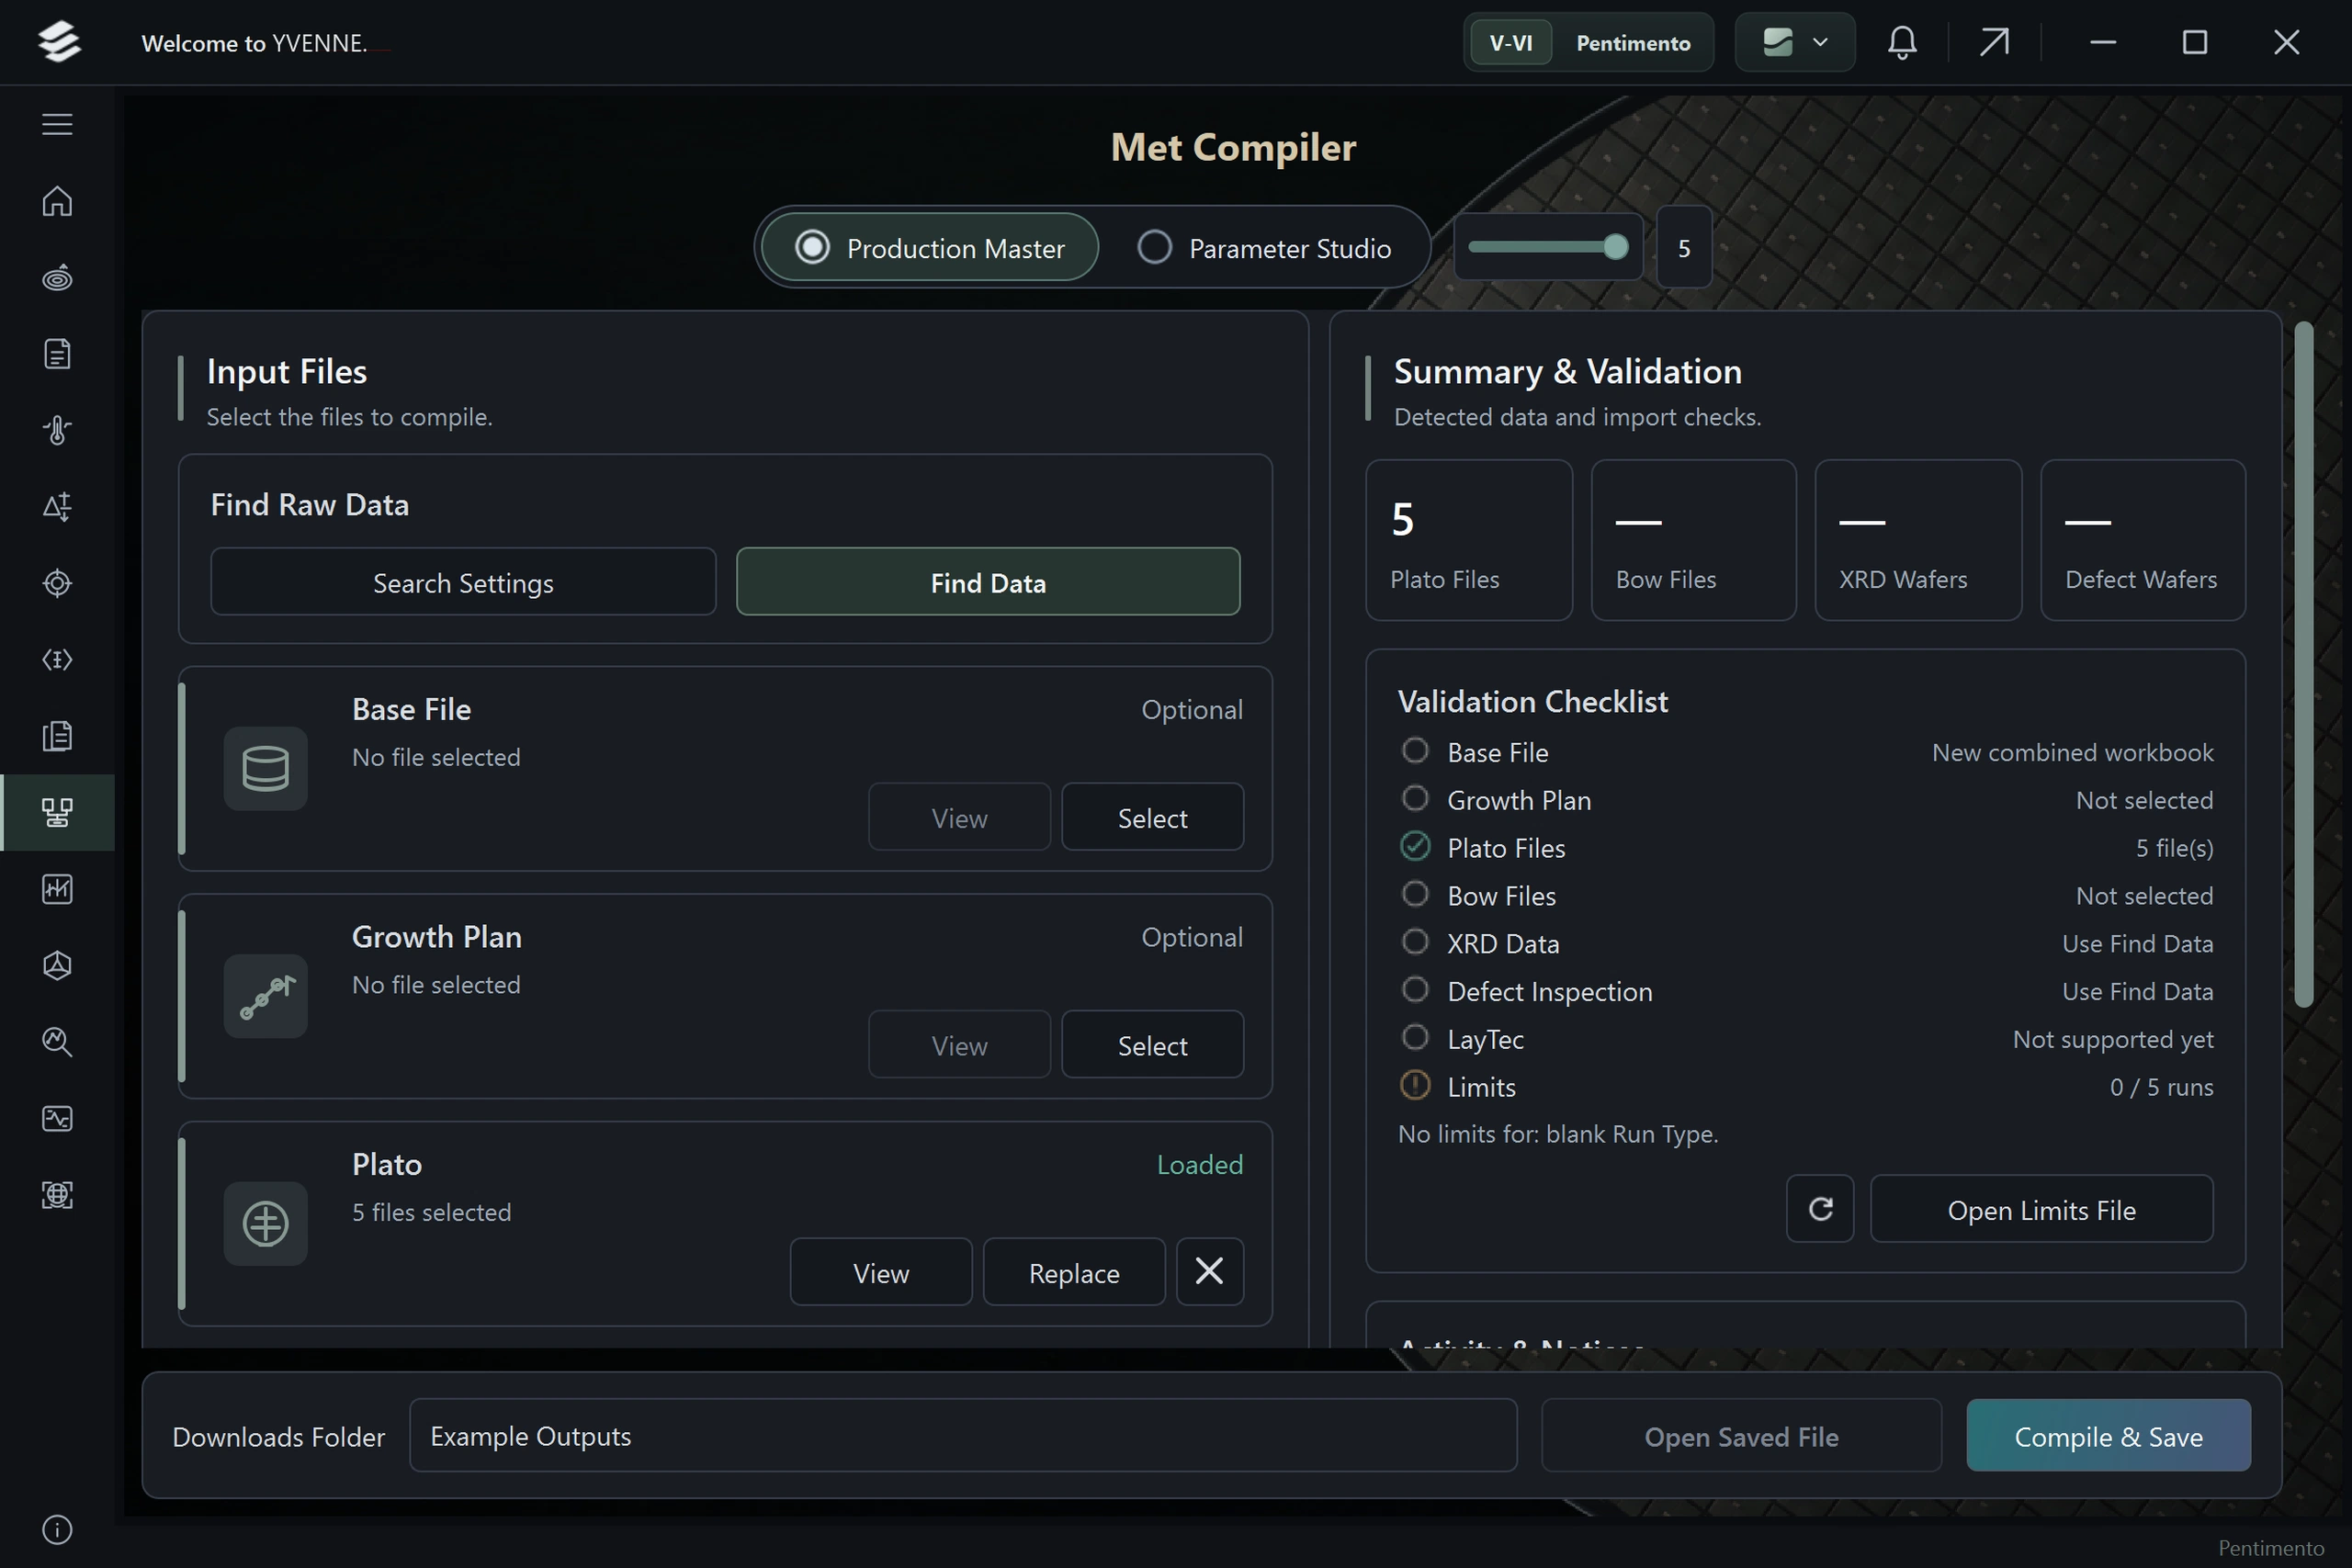 Welcome to YVENNE.
V-VI Pentimento
Met Compiler
Production Master
Parameter Studio
5
Input Files
Select the files to compile.
Find Raw Data
Search Settings
Find Data
Base File
Optional
No file selected
View
Select
Growth Plan
Optional
No file selected
View
Select
Plato
Loaded
5 files selected
View
Replace
Summary & Validation
Detected data and import checks.
5
Plato Files
—
Bow Files
—
XRD Wafers
—
Defect Wafers
Validation Checklist
Base File New combined workbook
Growth Plan Not selected
Plato Files 5 file(s)
Bow Files Not selected
XRD Data Use Find Data
Defect Inspection Use Find Data
LayTec Not supported yet
Limits 0 / 5 runs
No limits for: blank Run Type.
Open Limits File
Activity & Notices
Downloads Folder
Example Outputs
Open Saved File
Compile & Save
Pentimento